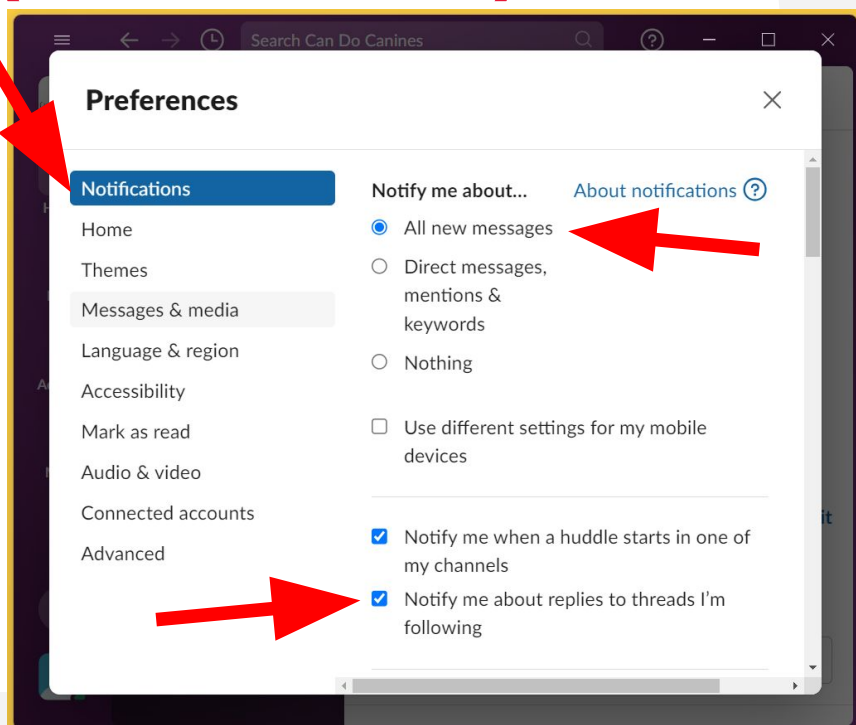 Search Can Do Canines
Preferences
Notifications
Home
Themes
Messages & media
Language & region
Accessibility
Mark as read
Audio & video
Connected accounts
Advanced
Notify me about...
About notifications ?
All new messages
Direct messages,
mentions &
keywords
Nothing
Use different settings for my mobile
devices
Notify me when a huddle starts in one of
my channels
Notify me about replies to threads I’m
following
it